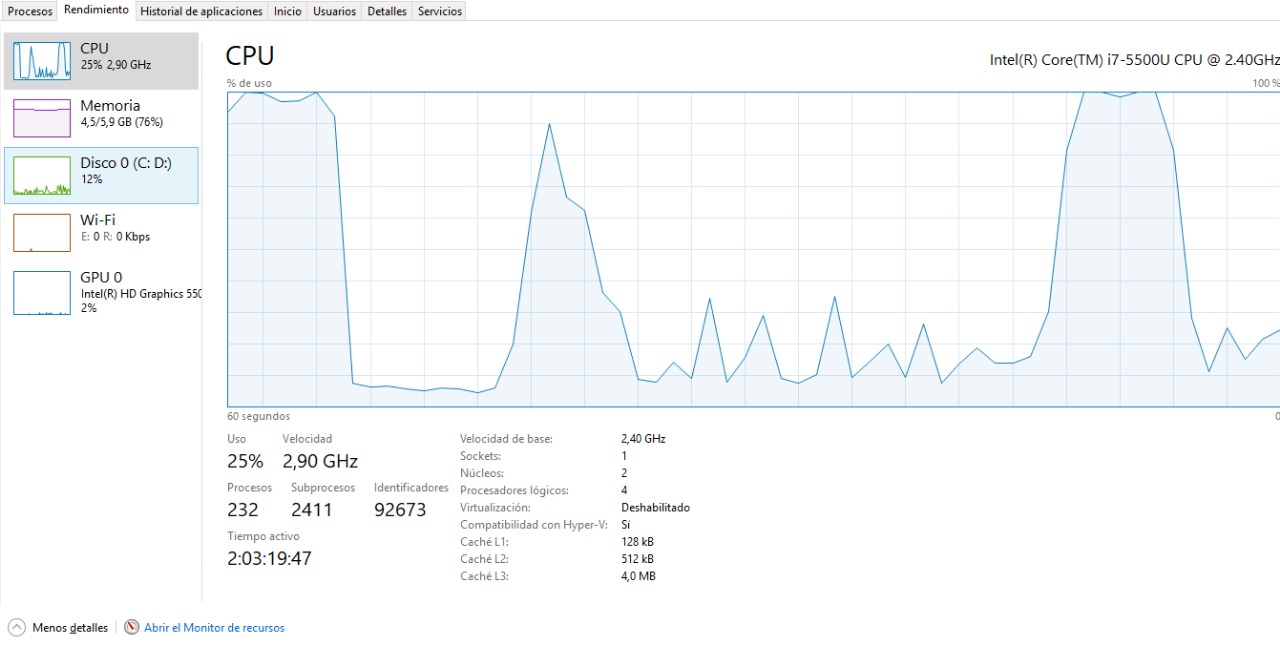 Procesos Rendimiento Historial de aplicaciones Inicio Usuarios Detalles Servicios
CPU
25% 2,90 GHz
Memoria
4,5/5,9 GB (76%)
Disco 0 (C: D:)
12%
Wi-Fi
E: 0 R: 0 Kbps
GPU 0
Intel(R) HD Graphics 550
2%
CPU
Intel(R) Core(TM) i7-5500U CPU @ 2.40GHz
% de uso 100 %
60 segundos 0
Uso Velocidad
25% 2,90 GHz
Procesos Subprocesos Identificadores
232 2411 92673
Tiempo activo
2:03:19:47
Velocidad de base: 2,40 GHz
Sockets: 1
Núcleos: 2
Procesadores lógicos: 4
Virtualización: Deshabilitado
Compatibilidad con Hyper-V: Sí
Caché L1: 128 kB
Caché L2: 512 kB
Caché L3: 4,0 MB
Menos detalles Abrir el Monitor de recursos